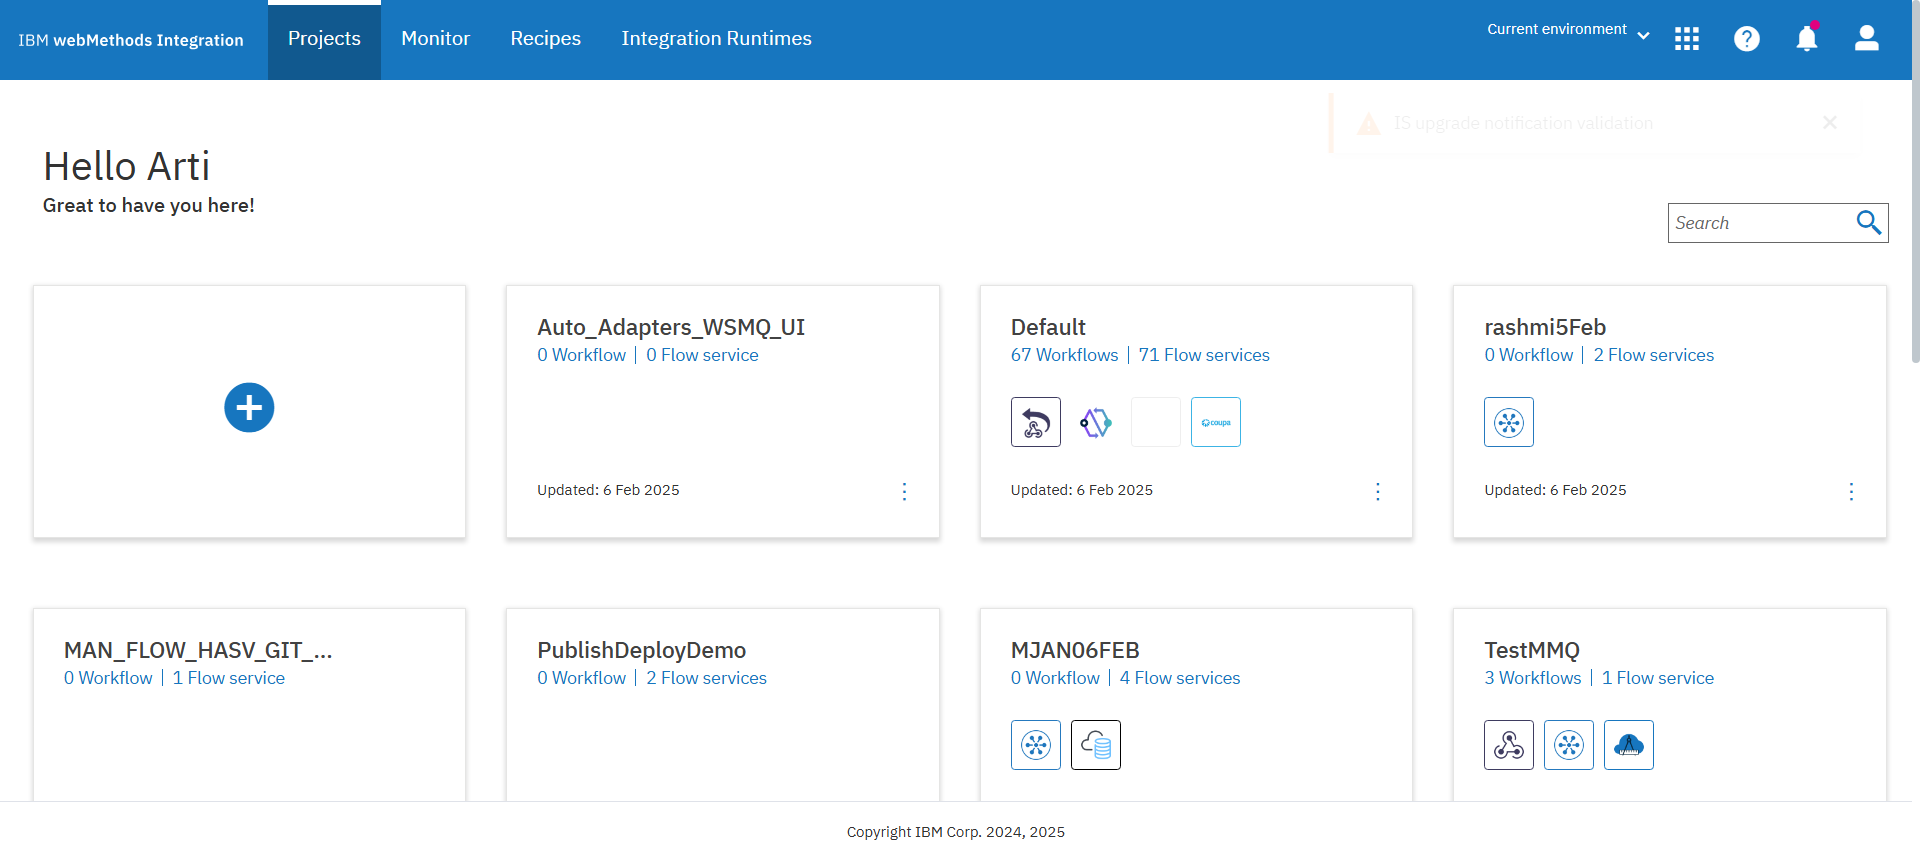 IBM webMethods Integration
Projects
Monitor
Recipes
Integration Runtimes
Current environment
IS upgrade notification validation
Hello Arti
Great to have you here!
Search
Auto_Adapters_WSMQ_UI
0 Workflow | 0 Flow service
Updated: 6 Feb 2025
Default
67 Workflows | 71 Flow services
coupa
Updated: 6 Feb 2025
rashmi5Feb
0 Workflow | 2 Flow services
Updated: 6 Feb 2025
MAN_FLOW_HASV_GIT_...
0 Workflow | 1 Flow service
PublishDeployDemo
0 Workflow | 2 Flow services
MJAN06FEB
0 Workflow | 4 Flow services
TestMMQ
3 Workflows | 1 Flow service
Copyright IBM Corp. 2024, 2025